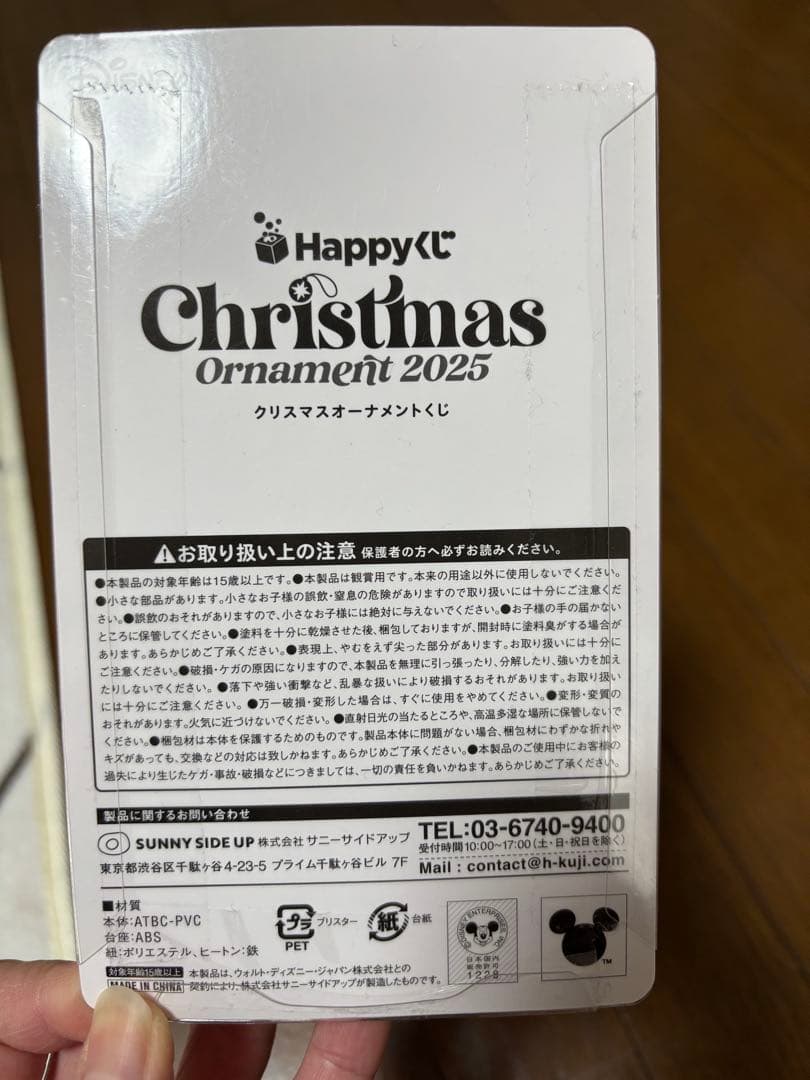 Happyくじ
Christmas
Ornament 2025
クリスマスオーナメントくじ
お取り扱い上の注意 保護者の方へ必ずお読みください。
●本製品の対象年齢は15歳以上です。●本製品は観賞用です。本来の用途以外に使用しないでください。
●小さな部品があります。小さなお子様の誤飲・窒息の危険がありますので取り扱いには十分にご注意くだ
さい。●誤飲のおそれがありますので、小さなお子様には絶対に与えないでください。●お子様の手の届かない
ところに保管してください。●塗料を十分に乾燥させた後、梱包しておりますが、開封時に塗料臭がする場合が
あります。あらかじめご了承ください。●表現上、やむをえず尖った部分があります。お取り扱いには十分に
ご注意ください。●破損・ケガの原因になりますので、本製品を無理に引っ張ったり、分解したり、強い力を加え
たりしないでください。●落下や強い衝撃など、乱暴な扱いにより破損するおそれがあります。お取り扱い
には十分にご注意ください。●万一破損・変形した場合は、すぐに使用をやめてください。●変形・変質の
おそれがあります。火気に近づけないでください。●直射日光の当たるところや、高温多湿な場所に保管しないで
ください。●梱包材は本体を保護するためのものです。製品本体に問題がない場合、梱包材にわずかな折れや
キズがあっても、交換などの対応は致しかねます。あらかじめご了承ください。●本製品のご使用中にお客様の
過失により生じたケガ・事故・破損などにつきましては、一切の責任を負いかねます。あらかじめご了承ください。
製品に関するお問い合わせ
SUNNY SIDE UP 株式会社 サニーサイドアップ
東京都渋谷区千駄ヶ谷4-23-5 プライム千駄ヶ谷ビル 7F
TEL:03-6740-9400
受付時間10:00~17:00(土・日・祝日を除く)
Mail : contact@h-kuji.com
■材質
本体:ATBC-PVC
台座:ABS
紐:ポリエステル、ヒートン:鉄
プラ ブリスター
PET
紙 台紙
©DISNEY ENTERPRISES, INC.
日本国内
販売許可
1228
TM
対象年齢15歳以上 本製品は、ウォルト・ディズニー・ジャパン株式会社との
MADE IN CHINA 契約により、株式会社サニーサイドアップが製造したものです。